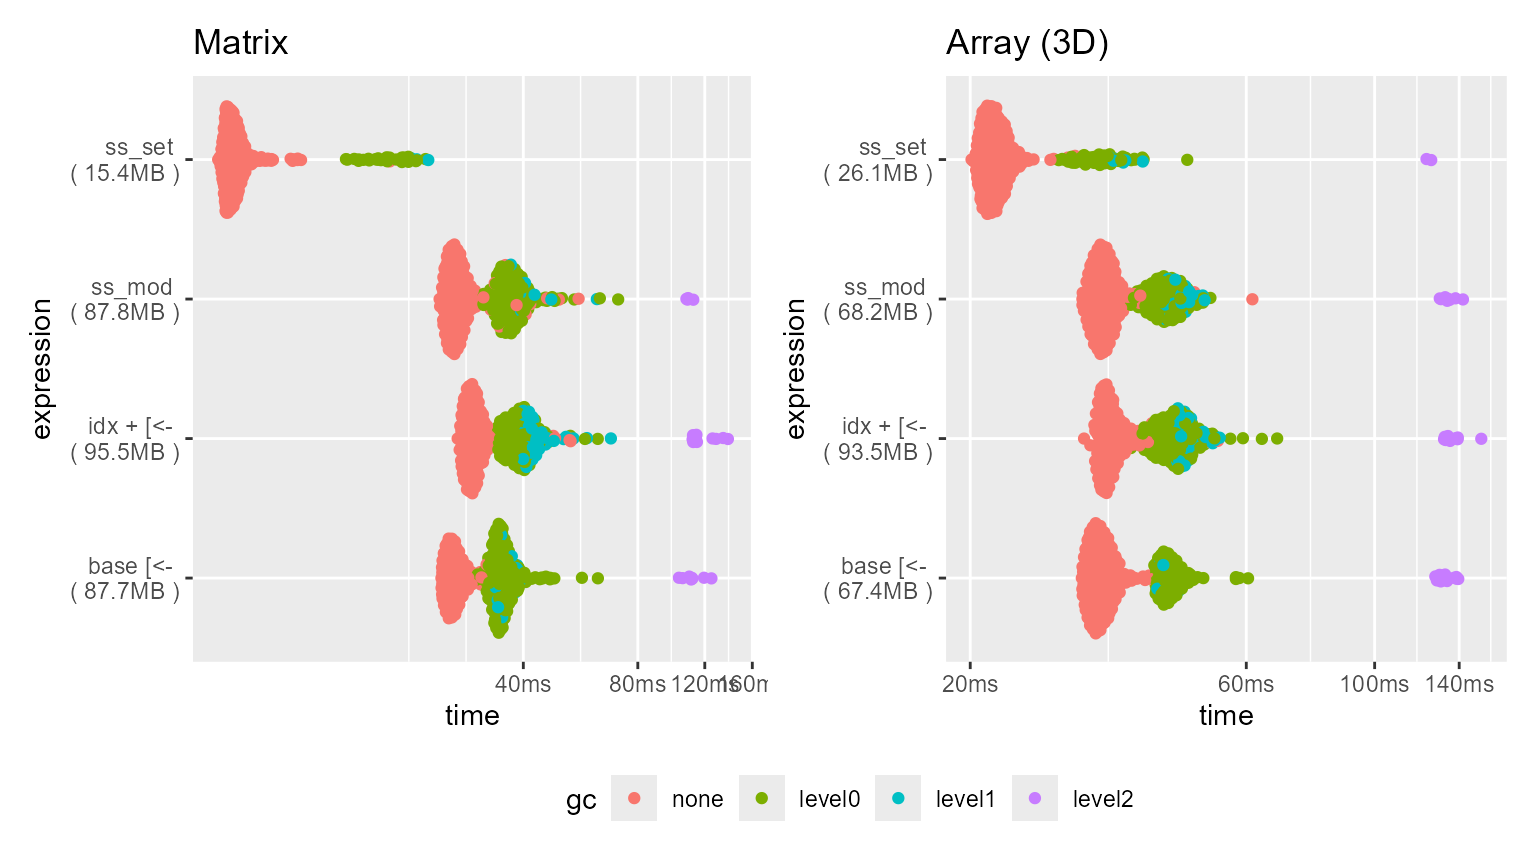 Matrix
Array (3D)
expression
ss_set
( 15.4MB )
ss_mod
( 87.8MB )
idx + [<-
( 95.5MB )
base [<-
( 87.7MB )
40ms
80ms
120ms
160m
time
expression
ss_set
( 26.1MB )
ss_mod
( 68.2MB )
idx + [<-
( 93.5MB )
base [<-
( 67.4MB )
20ms
60ms
100ms
140ms
time
gc
none
level0
level1
level2